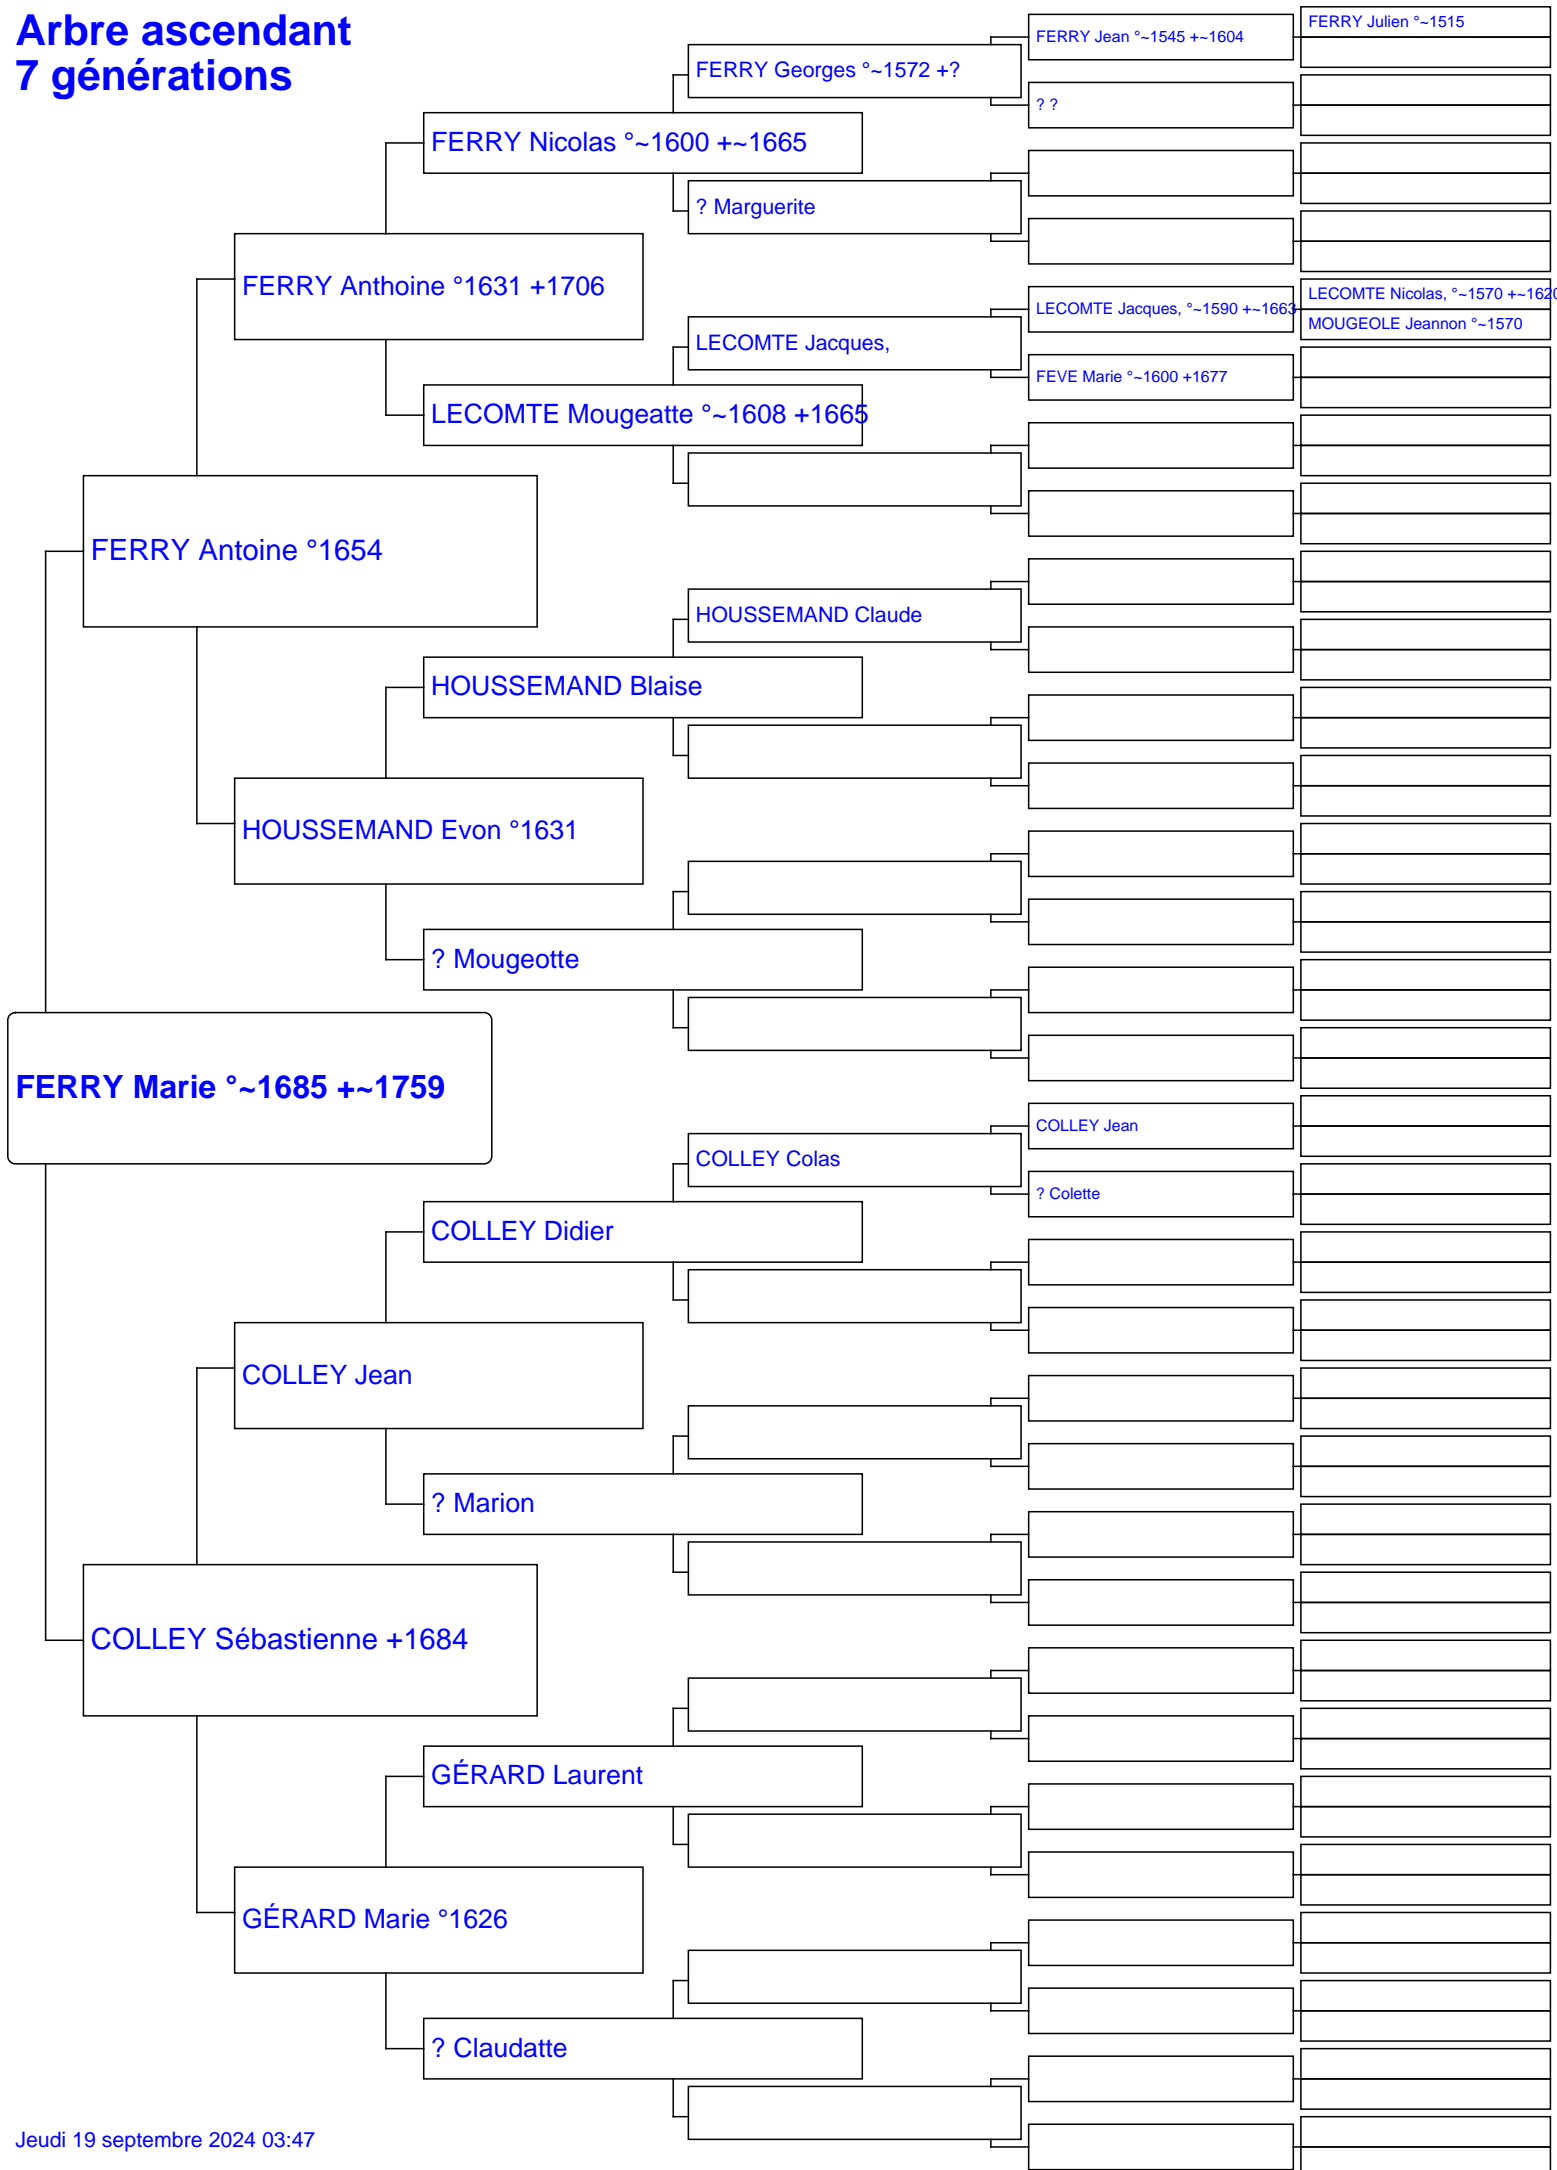 Arbre ascendant
7 générations
FERRY Julien °~1515
FERRY Jean °~1545 +~1604
FERRY Georges °~1572 +?
? ?
FERRY Nicolas °~1600 +~1665
? Marguerite
FERRY Anthoine °1631 +1706
LECOMTE Nicolas, °~1570 +~1620
LECOMTE Jacques, °~1590 +~1663
MOUGEOLE Jeannon °~1570
LECOMTE Jacques,
FEVE Marie °~1600 +1677
LECOMTE Mougeatte °~1608 +1665
FERRY Antoine °1654
HOUSSEMAND Claude
HOUSSEMAND Blaise
HOUSSEMAND Evon °1631
? Mougeotte
FERRY Marie °~1685 +~1759
COLLEY Jean
COLLEY Colas
? Colette
COLLEY Didier
COLLEY Jean
? Marion
COLLEY Sébastienne +1684
GÉRARD Laurent
GÉRARD Marie °1626
? Claudatte
Jeudi 19 septembre 2024 03:47